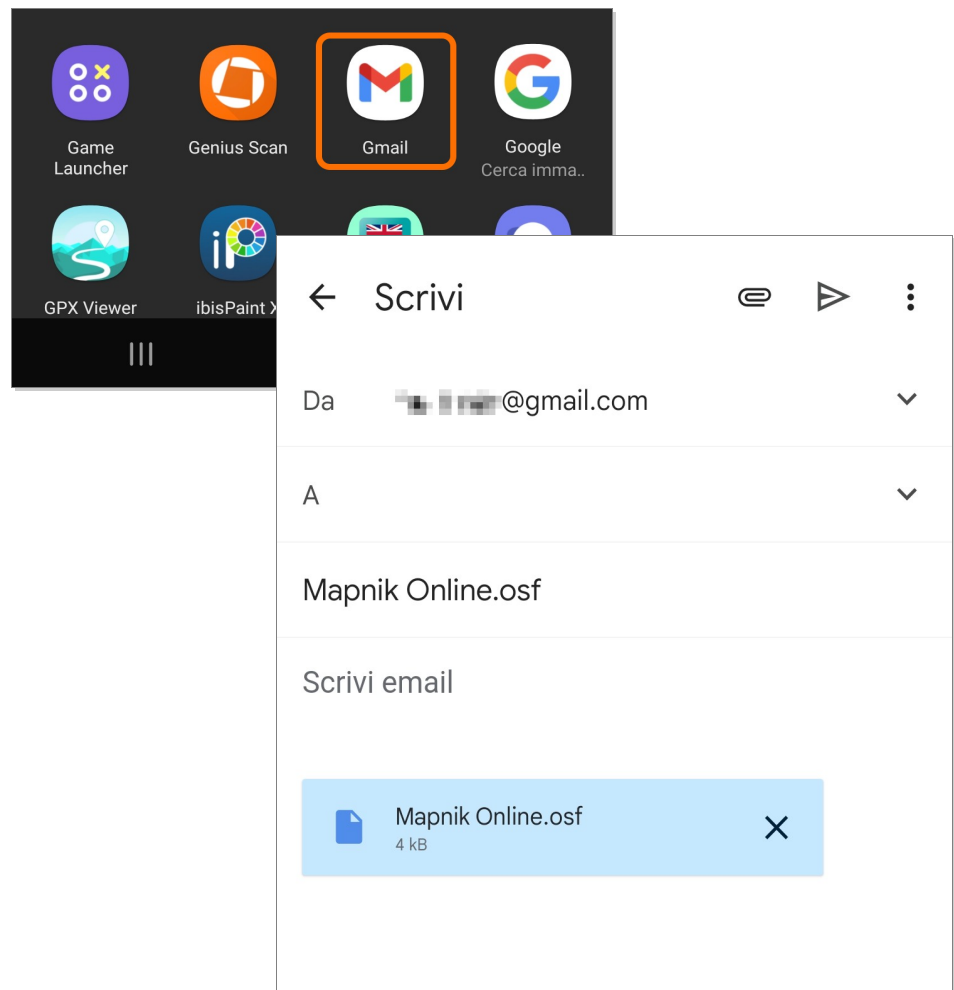 Game
Launcher
Genius Scan
Gmail
Google
Cerca imma..
GPX Viewer
ibisPaint X
Scrivi
Da
@gmail.com
A
Mapnik Online.osf
Scrivi email
Mapnik Online.osf
4 kB